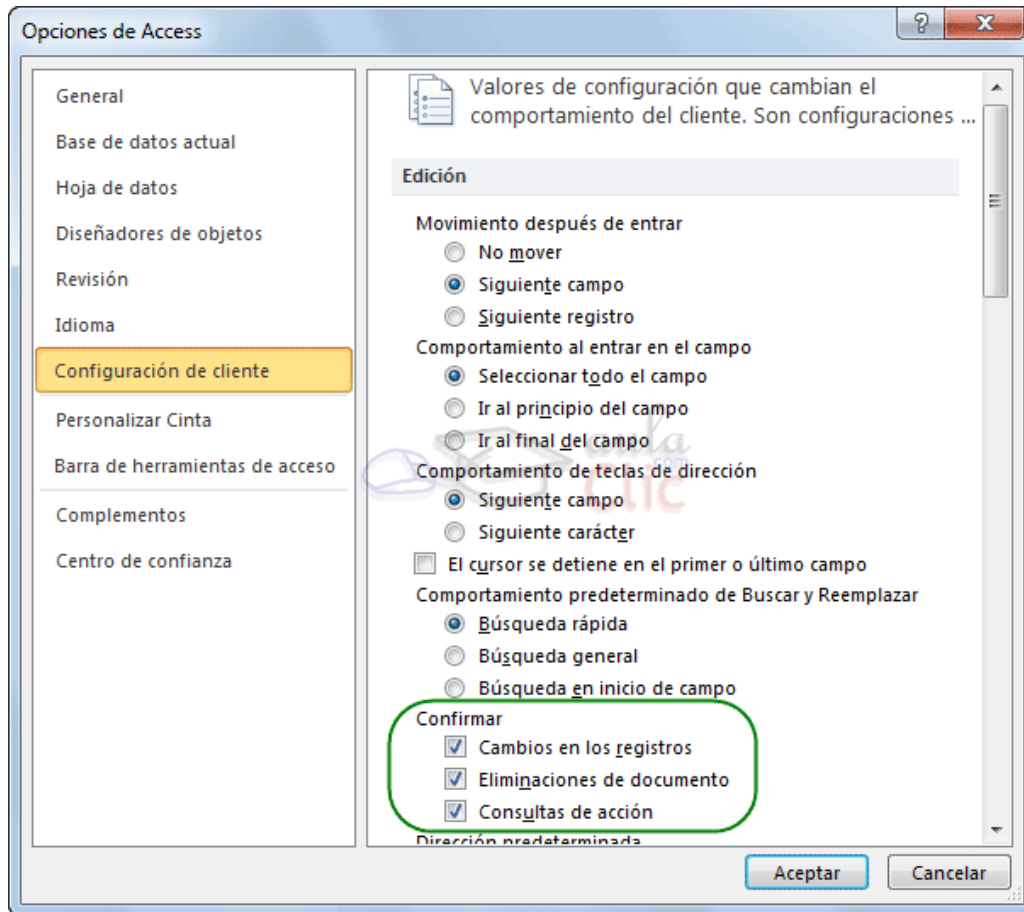 Opciones de Access
General
Base de datos actual
Hoja de datos
Diseñadores de objetos
Revisión
Idioma
Configuración de cliente
Personalizar Cinta
Barra de herramientas de acceso
Complementos
Centro de confianza
Valores de configuración que cambian el
comportamiento del cliente. Son configuraciones ...
Edición
Movimiento después de entrar
No mover
Siguiente campo
Siguiente registro
Comportamiento al entrar en el campo
Seleccionar todo el campo
Ir al principio del campo
Ir al final del campo
Comportamiento de teclas de dirección
Siguiente campo
Siguiente carácter
El cursor se detiene en el primer o último campo
Comportamiento predeterminado de Buscar y Reemplazar
Búsqueda rápida
Búsqueda general
Búsqueda en inicio de campo
Confirmar
Cambios en los registros
Eliminaciones de documento
Consultas de acción
Dirección predeterminada
Aceptar
Cancelar
aula
.com
clic